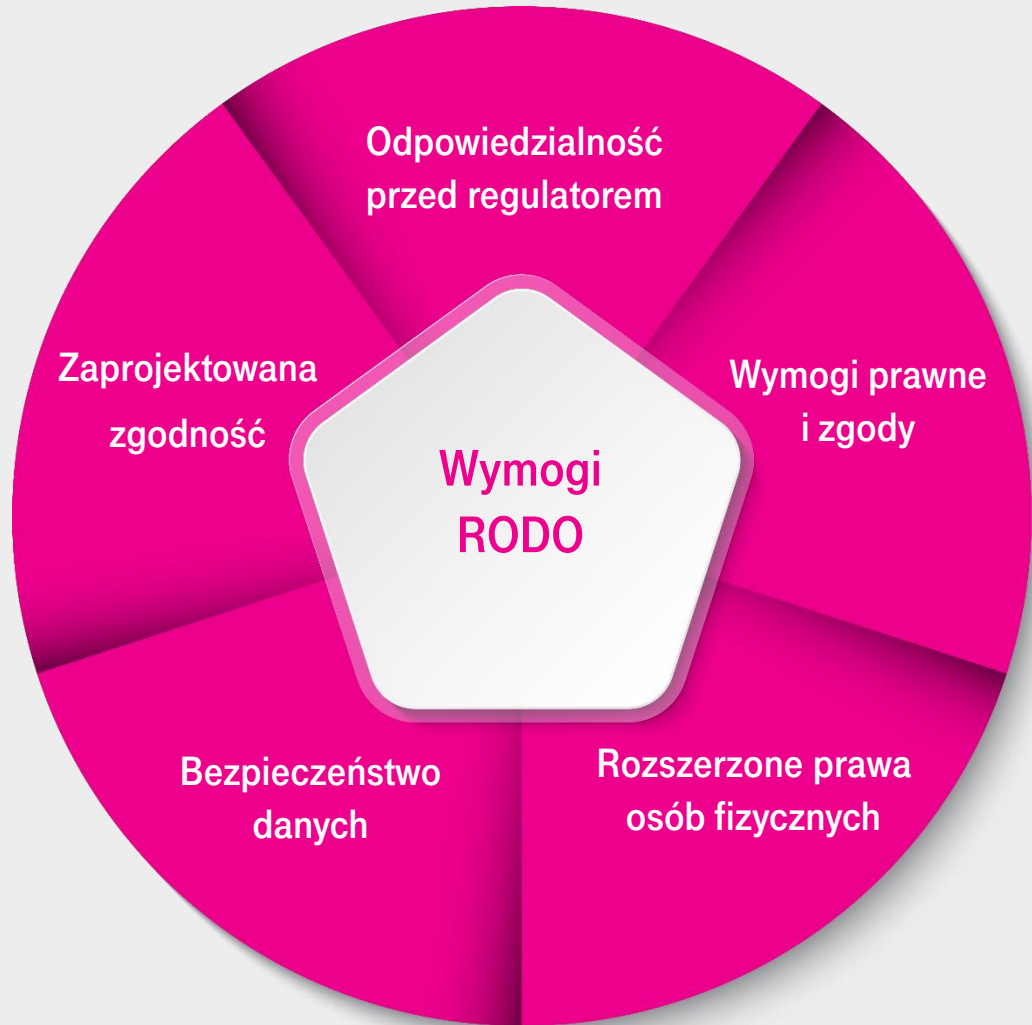 Odpowiedzialność
przed regulatorem
Wymogi prawne
i zgody
Rozszerzone prawa
osób fizycznych
Bezpieczeństwo
danych
Zaprojektowana
zgodność
Wymogi
RODO